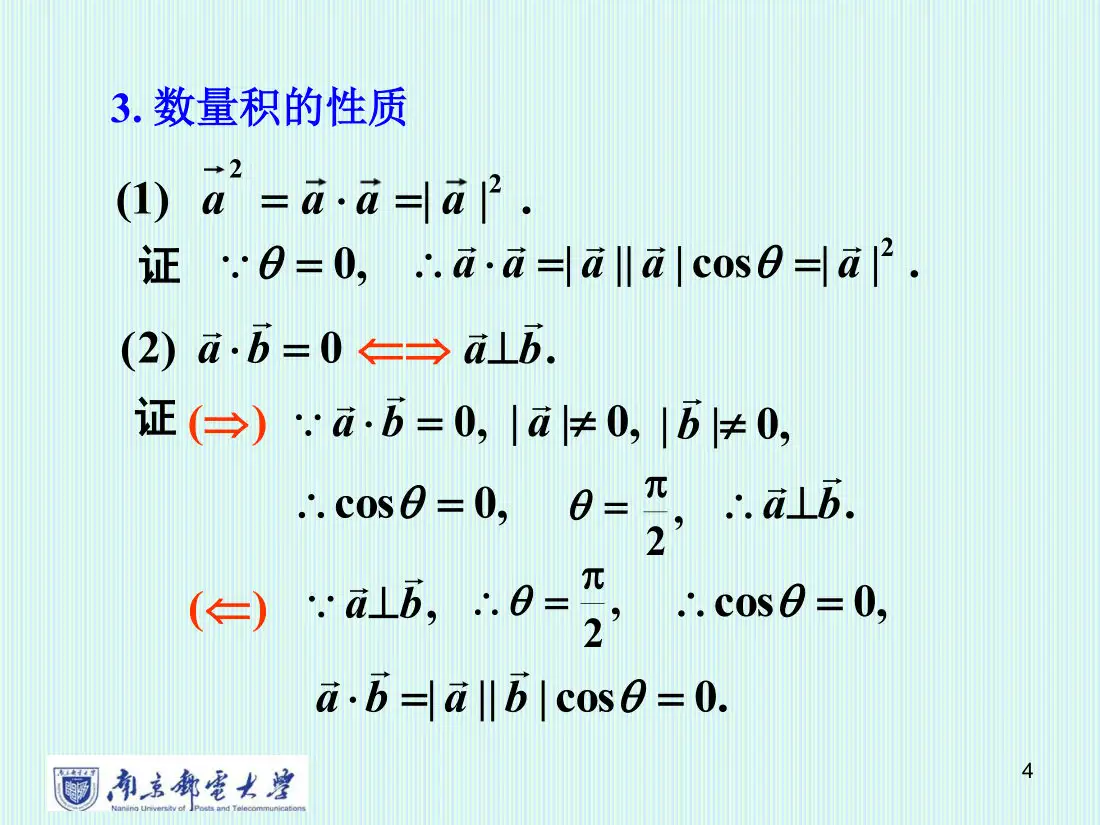 3. 数量积的性质
(1) a⃗² = a⃗ · a⃗ =| a⃗ |² .
证 ∵θ = 0, ∴ a⃗ · a⃗ =| a⃗ || a⃗ | cosθ =| a⃗ |² .
(2) a⃗ · b⃗ = 0 ⇐⇒ a⃗⊥b⃗ .
证 (⇒) ∵ a⃗ · b⃗ = 0, | a⃗ |≠ 0, | b⃗ |≠ 0,
∴ cosθ = 0, θ = π/2, ∴ a⃗⊥b⃗ .
(⇐) ∵ a⃗⊥b⃗ , ∴ θ = π/2, ∴ cosθ = 0,
a⃗ · b⃗ =| a⃗ || b⃗ | cosθ = 0.
南京邮电大学
Nanjing University of Posts and Telecommunications
4